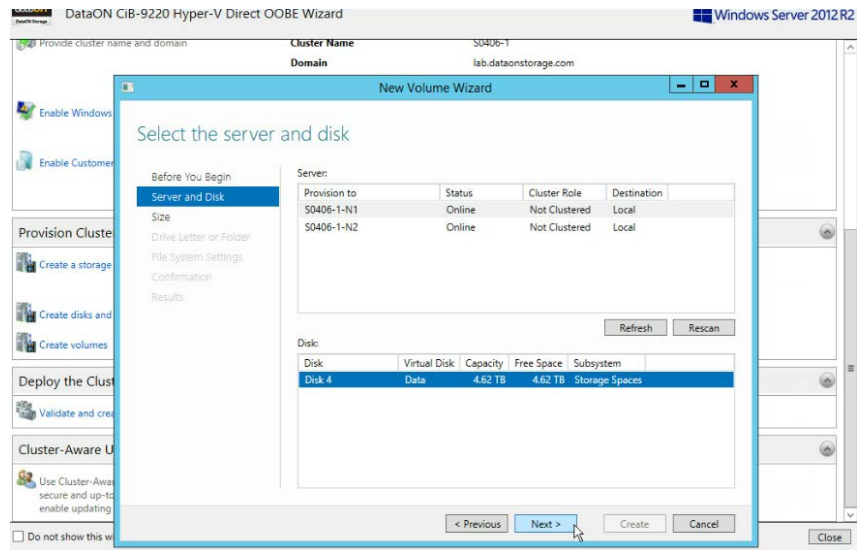 DataON CiB-9220 Hyper-V Direct OOBE Wizard
Windows Server 2012 R2
Provide cluster name and domain
Cluster Name
S0406-1
Domain
lab.dataonstorage.com
Enable Windows
Enable Customer
Provision Cluste
Create a storage
Create disks and
Create volumes
Deploy the Clust
Validate and crea
Cluster-Aware U
Use Cluster-Awar
secure and up-to
enable updating
Do not show this w
Close
New Volume Wizard
Select the server and disk
Before You Begin
Server and Disk
Size
Drive Letter or Folder
File System Settings
Confirmation
Results
Server:
Provision to Status Cluster Role Destination
S0406-1-N1 Online Not Clustered Local
S0406-1-N2 Online Not Clustered Local
Refresh Rescan
Disk:
Disk Virtual Disk Capacity Free Space Subsystem
Disk 4 Data 4.62 TB 4.62 TB Storage Spaces
< Previous Next > Create Cancel